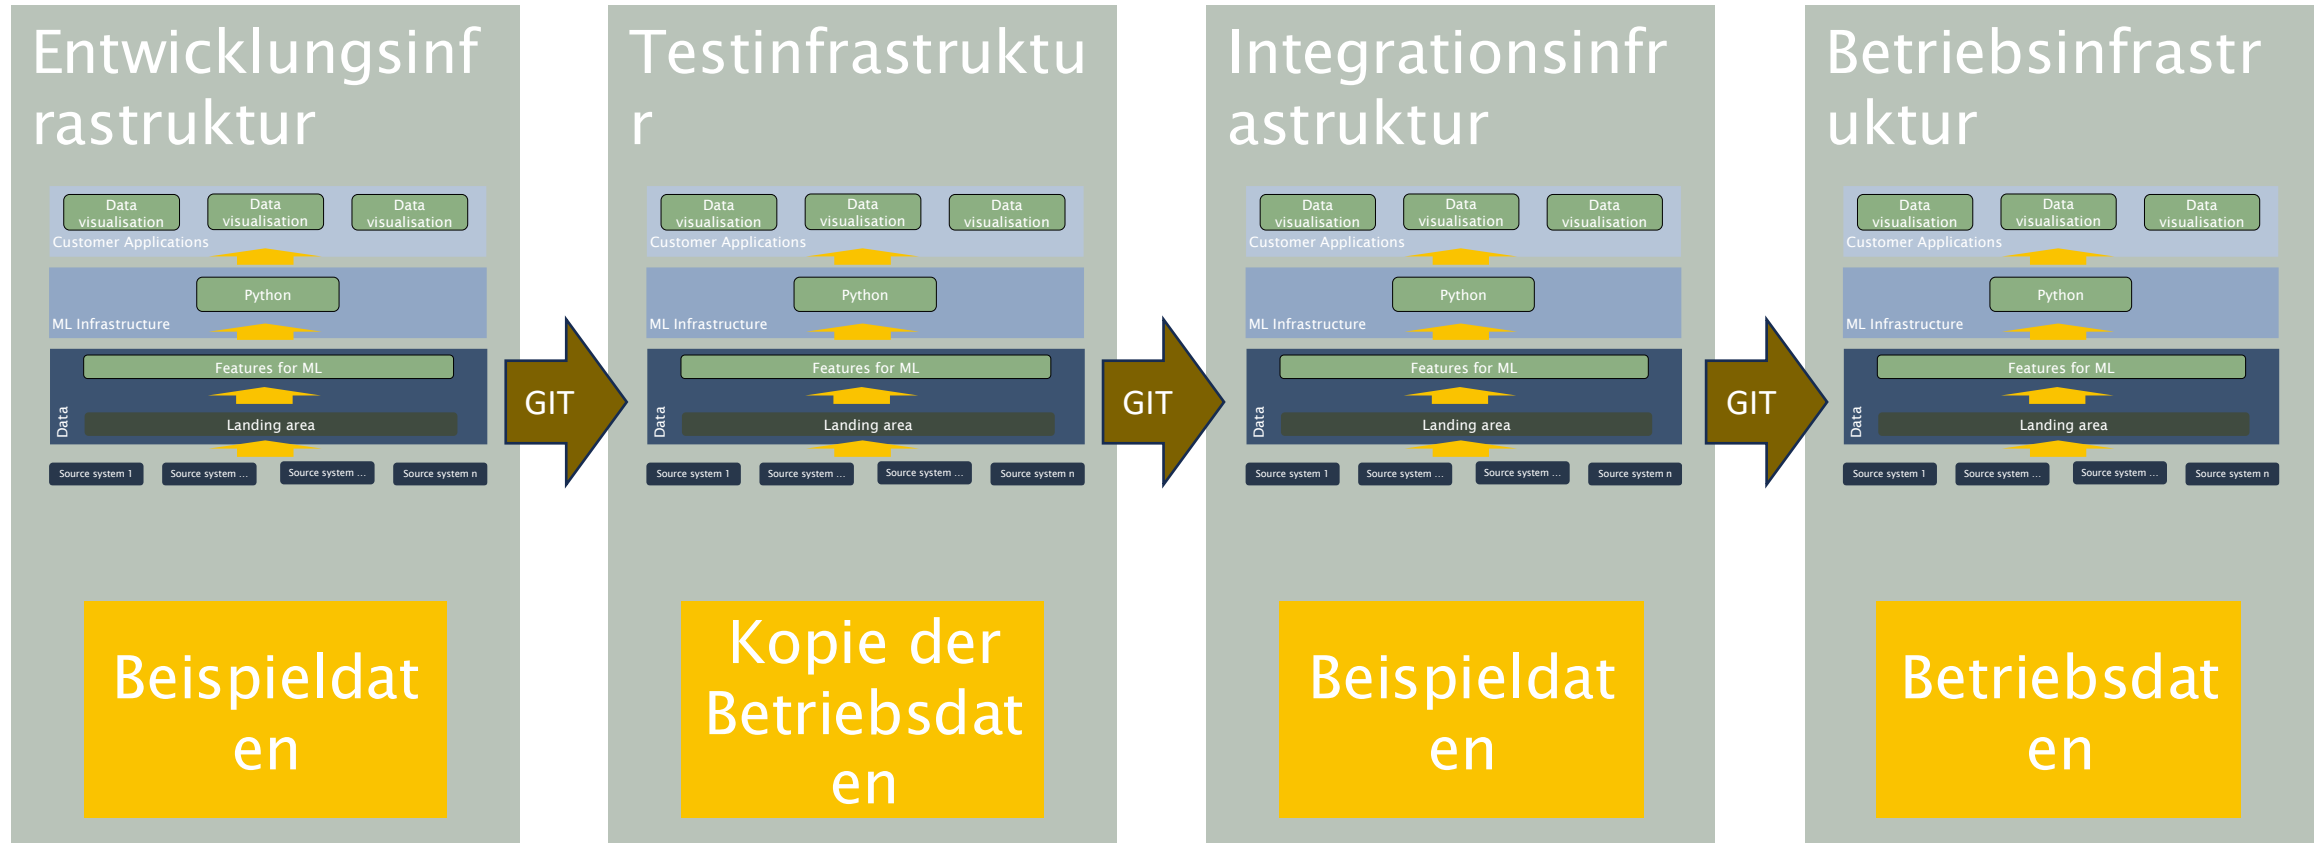 Entwicklungsinf
rastruktur
Data
visualisation
Data
visualisation
Data
visualisation
Customer Applications
Python
ML Infrastructure
Features for ML
Data
Landing area
Source system 1
Source system ...
Source system ...
Source system n
Beispieldat
en
GIT
Testinfrastruktu
r
Data
visualisation
Data
visualisation
Data
visualisation
Customer Applications
Python
ML Infrastructure
Features for ML
Data
Landing area
Source system 1
Source system ...
Source system ...
Source system n
Kopie der
Betriebsdat
en
GIT
Integrationsinfr
astruktur
Data
visualisation
Data
visualisation
Data
visualisation
Customer Applications
Python
ML Infrastructure
Features for ML
Data
Landing area
Source system 1
Source system ...
Source system ...
Source system n
Beispieldat
en
GIT
Betriebsinfrastr
uktur
Data
visualisation
Data
visualisation
Data
visualisation
Customer Applications
Python
ML Infrastructure
Features for ML
Data
Landing area
Source system 1
Source system ...
Source system ...
Source system n
Betriebsdat
en